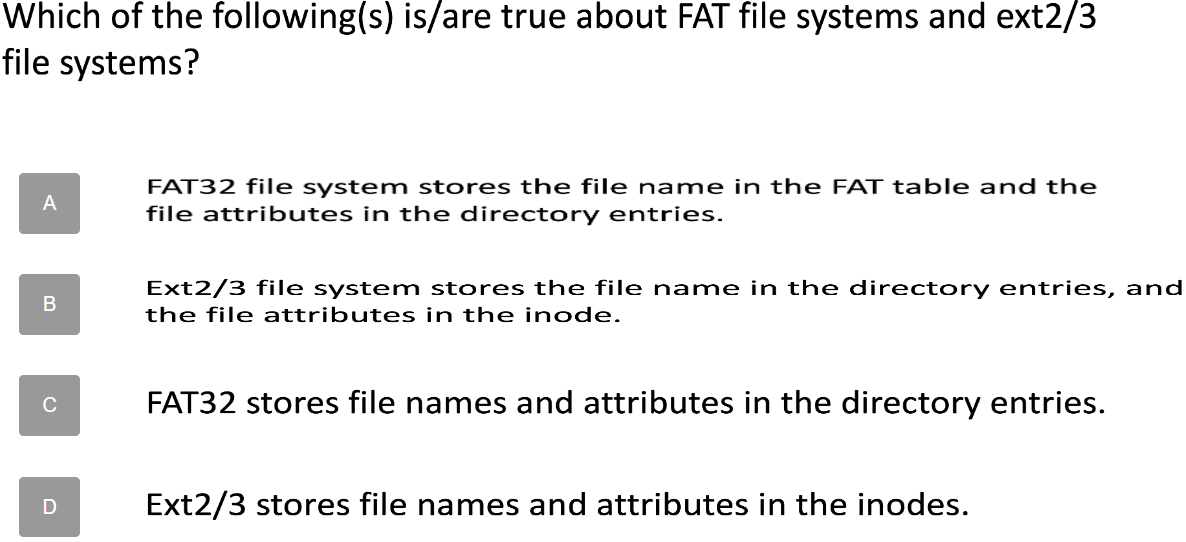 Which of the following(s) is/are true about FAT file systems and ext2/3
file systems?
A
FAT32 file system stores the file name in the FAT table and the
file attributes in the directory entries.
B
Ext2/3 file system stores the file name in the directory entries, and
the file attributes in the inode.
C
FAT32 stores file names and attributes in the directory entries.
D
Ext2/3 stores file names and attributes in the inodes.